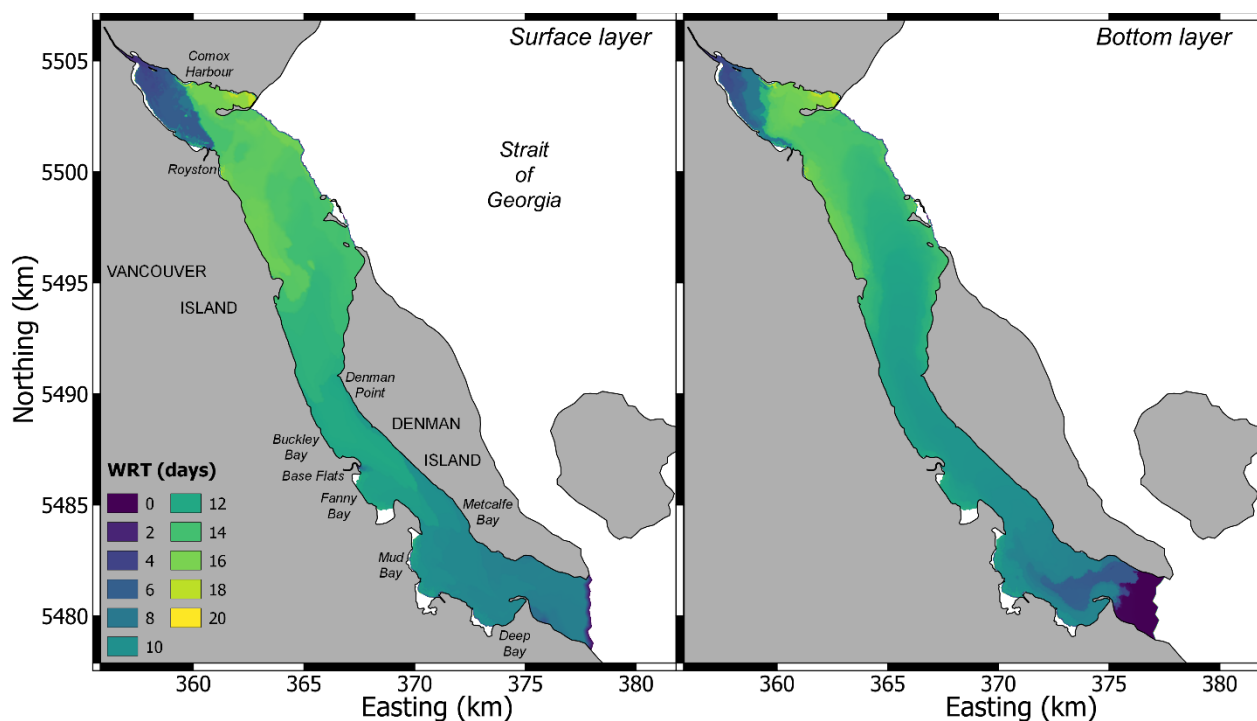 Surface layer
Bottom layer
Northing (km)
5505
5500
5495
5490
5485
5480
Comox
Harbour
Royston
Strait
of
Georgia
VANCOUVER
ISLAND
Denman
Point
DENMAN
ISLAND
Buckley
Bay
Base Flats
Fanny
Bay
Metcalfe
Bay
Mud
Bay
Deep
Bay
WRT (days)
0 12
2 14
4 16
6 18
8 20
10
360 365 370 375 380
360 365 370 375 380
Easting (km)
Easting (km)